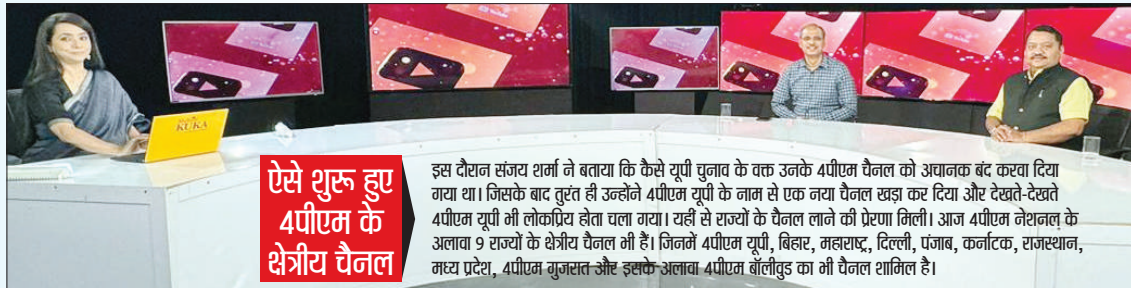 KUKA
ऐसे शुरू हुए
4पीएम के
क्षेत्रीय चैनल
इस दौरान संजय शर्मा ने बताया कि कैसे यूपी चुनाव के वक्त उनके 4पीएम चैनल को अचानक बंद करवा दिया
गया था। जिसके बाद तुरंत ही उन्होंने 4पीएम यूपी के नाम से एक नया चैनल खड़ा कर दिया और देखते-देखते
4पीएम यूपी भी लोकप्रिय होता चला गया। यहीं से राज्यों के चैनल लाने की प्रेरणा मिली। आज 4पीएम नेशनल के
अलावा 9 राज्यों के क्षेत्रीय चैनल भी हैं। जिनमें 4पीएम यूपी, बिहार, महाराष्ट्र, दिल्ली, पंजाब, कर्नाटक, राजस्थान,
मध्य प्रदेश, 4पीएम गुजरात और इसके अलावा 4पीएम बॉलीवुड का भी चैनल शामिल है।